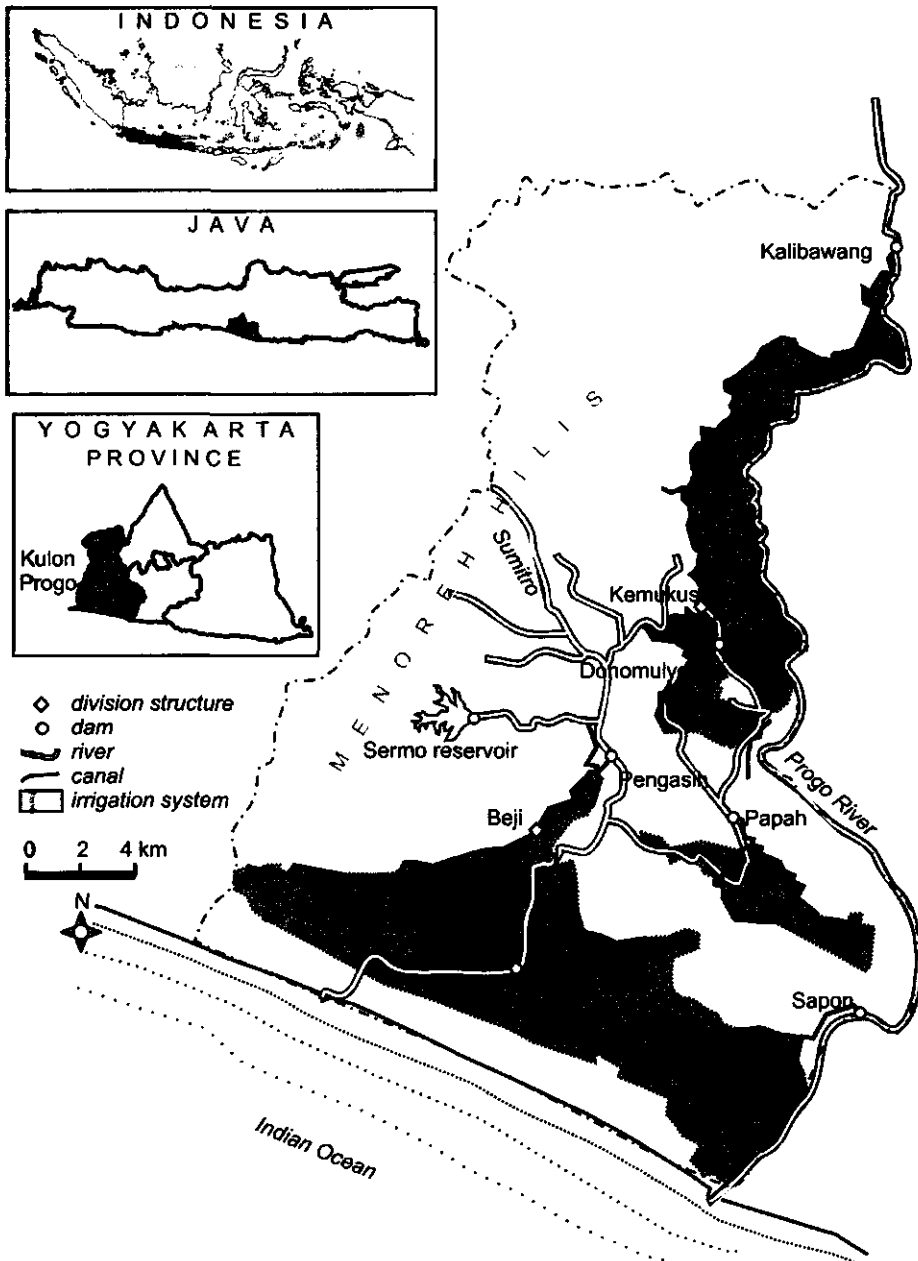 INDONESIA
JAVA
YOGYAKARTA
PROVINCE
Kulon
Progo
division structure
dam
river
canal
irrigation system
0 2 4 km
N
Kalibawang
MENOREH HILLS
Sumitro
Kemukus
Donomulyo
Sermo reservoir
Pengasih
Beji
Papah
Progo River
Sapon
Indian Ocean